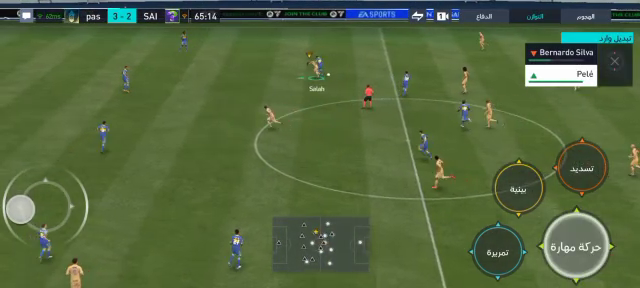 62ms pas 3 - 2 SAI 65:14
JOIN THE CLUB
EA SPORTS
الدفاع
التوازن
الهجوم
تبديل وارد
Bernardo Silva
Pelé
Salah
تسديد
بينية
تمريرة
حركة مهارة